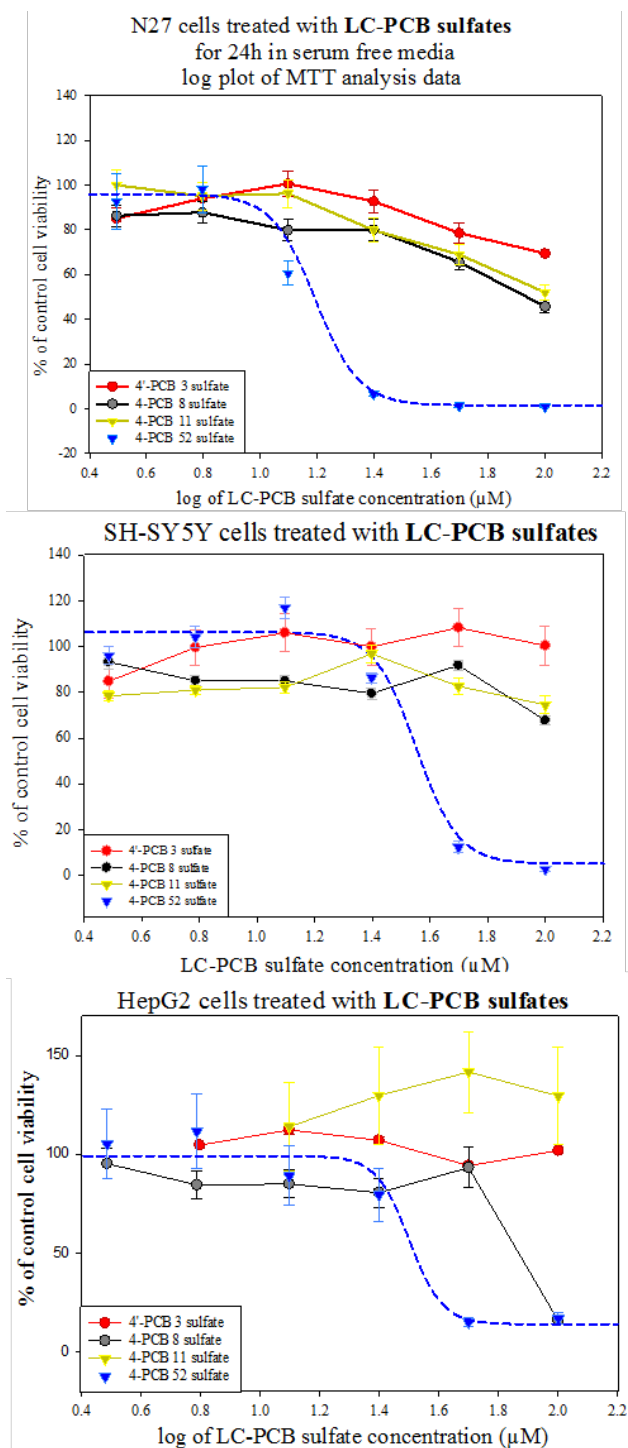 N27 cells treated with LC-PCB sulfates
for 24h in serum free media
log plot of MTT analysis data
% of control cell viability
140
120
100
80
60
40
20
0
-20
4'-PCB 3 sulfate
4-PCB 8 sulfate
4-PCB 11 sulfate
4-PCB 52 sulfate
0.4 0.6 0.8 1.0 1.2 1.4 1.6 1.8 2.0 2.2
log of LC-PCB sulfate concentration (µM)
SH-SY5Y cells treated with LC-PCB sulfates
% of control cell viability
140
120
100
80
60
40
20
0
4'-PCB 3 sulfate
4-PCB 8 sulfate
4-PCB 11 sulfate
4-PCB 52 sulfate
0.4 0.6 0.8 1.0 1.2 1.4 1.6 1.8 2.0 2.2
LC-PCB sulfate concentration (µM)
HepG2 cells treated with LC-PCB sulfates
% of control cell viability
150
100
50
0
4'-PCB 3 sulfate
4-PCB 8 sulfate
4-PCB 11 sulfate
4-PCB 52 sulfate
0.4 0.6 0.8 1.0 1.2 1.4 1.6 1.8 2.0 2.2
log of LC-PCB sulfate concentration (µM)